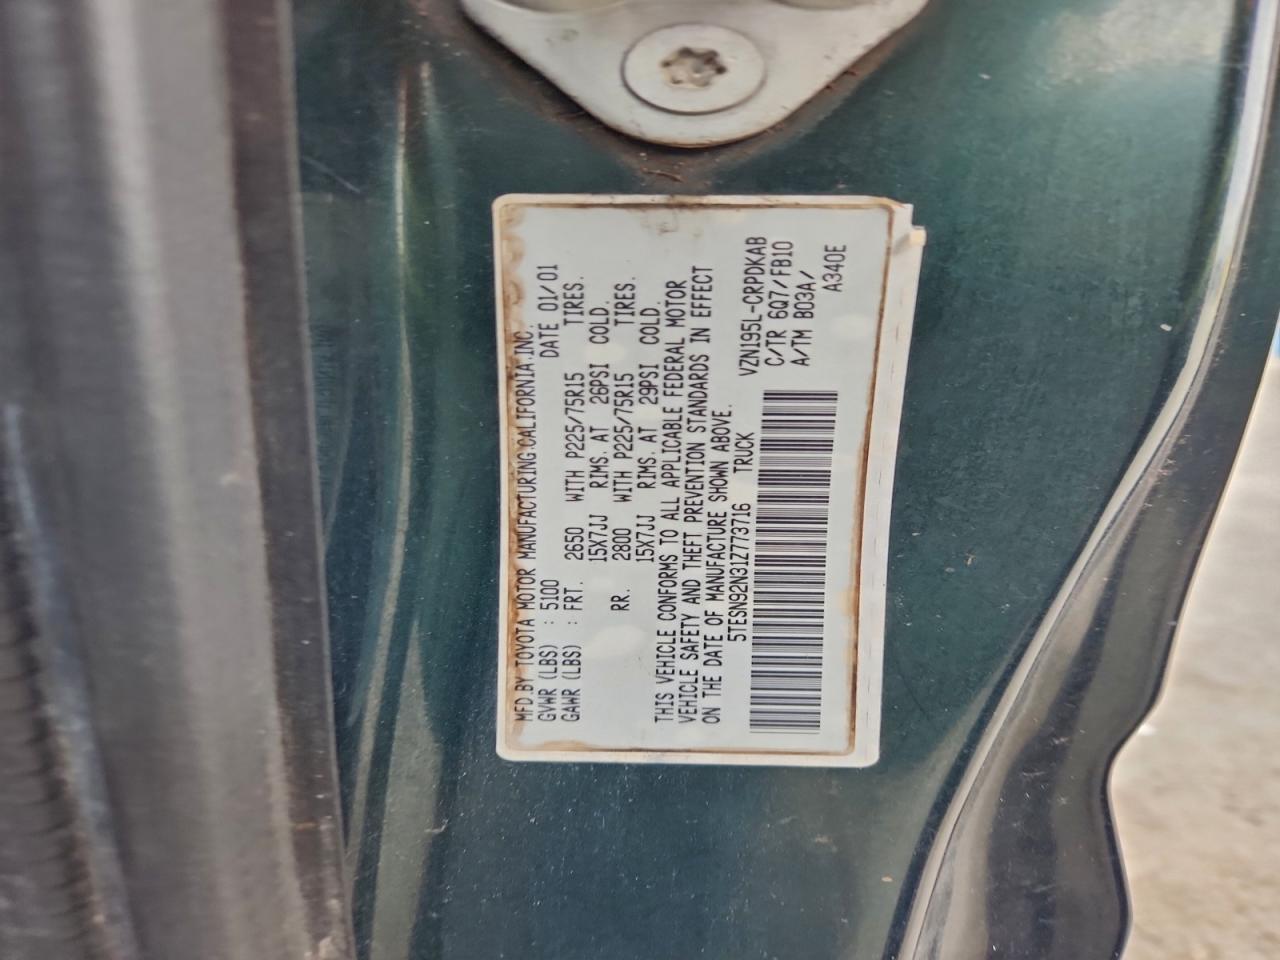 MFD BY TOYOTA MOTOR MANUFACTURING, CALIFORNIA, INC.
GVWR (LBS) : 5100 DATE 01/01
GAWR (LBS) : FRT. 2650 WITH P225/75R15 TIRES.
15X7JJ RIMS. AT 26PSI COLD.
RR. 2800 WITH P225/75R15 TIRES.
15X7JJ RIMS. AT 29PSI COLD.
THIS VEHICLE CONFORMS TO ALL APPLICABLE FEDERAL MOTOR
VEHICLE SAFETY AND THEFT PREVENTION STANDARDS IN EFFECT
ON THE DATE OF MANUFACTURE SHOWN ABOVE.
5TESN92N31Z773716 TRUCK
VZN195L-CRPDKAB
C/TR 6Q7/FB10
A/TM B03A/
A340E